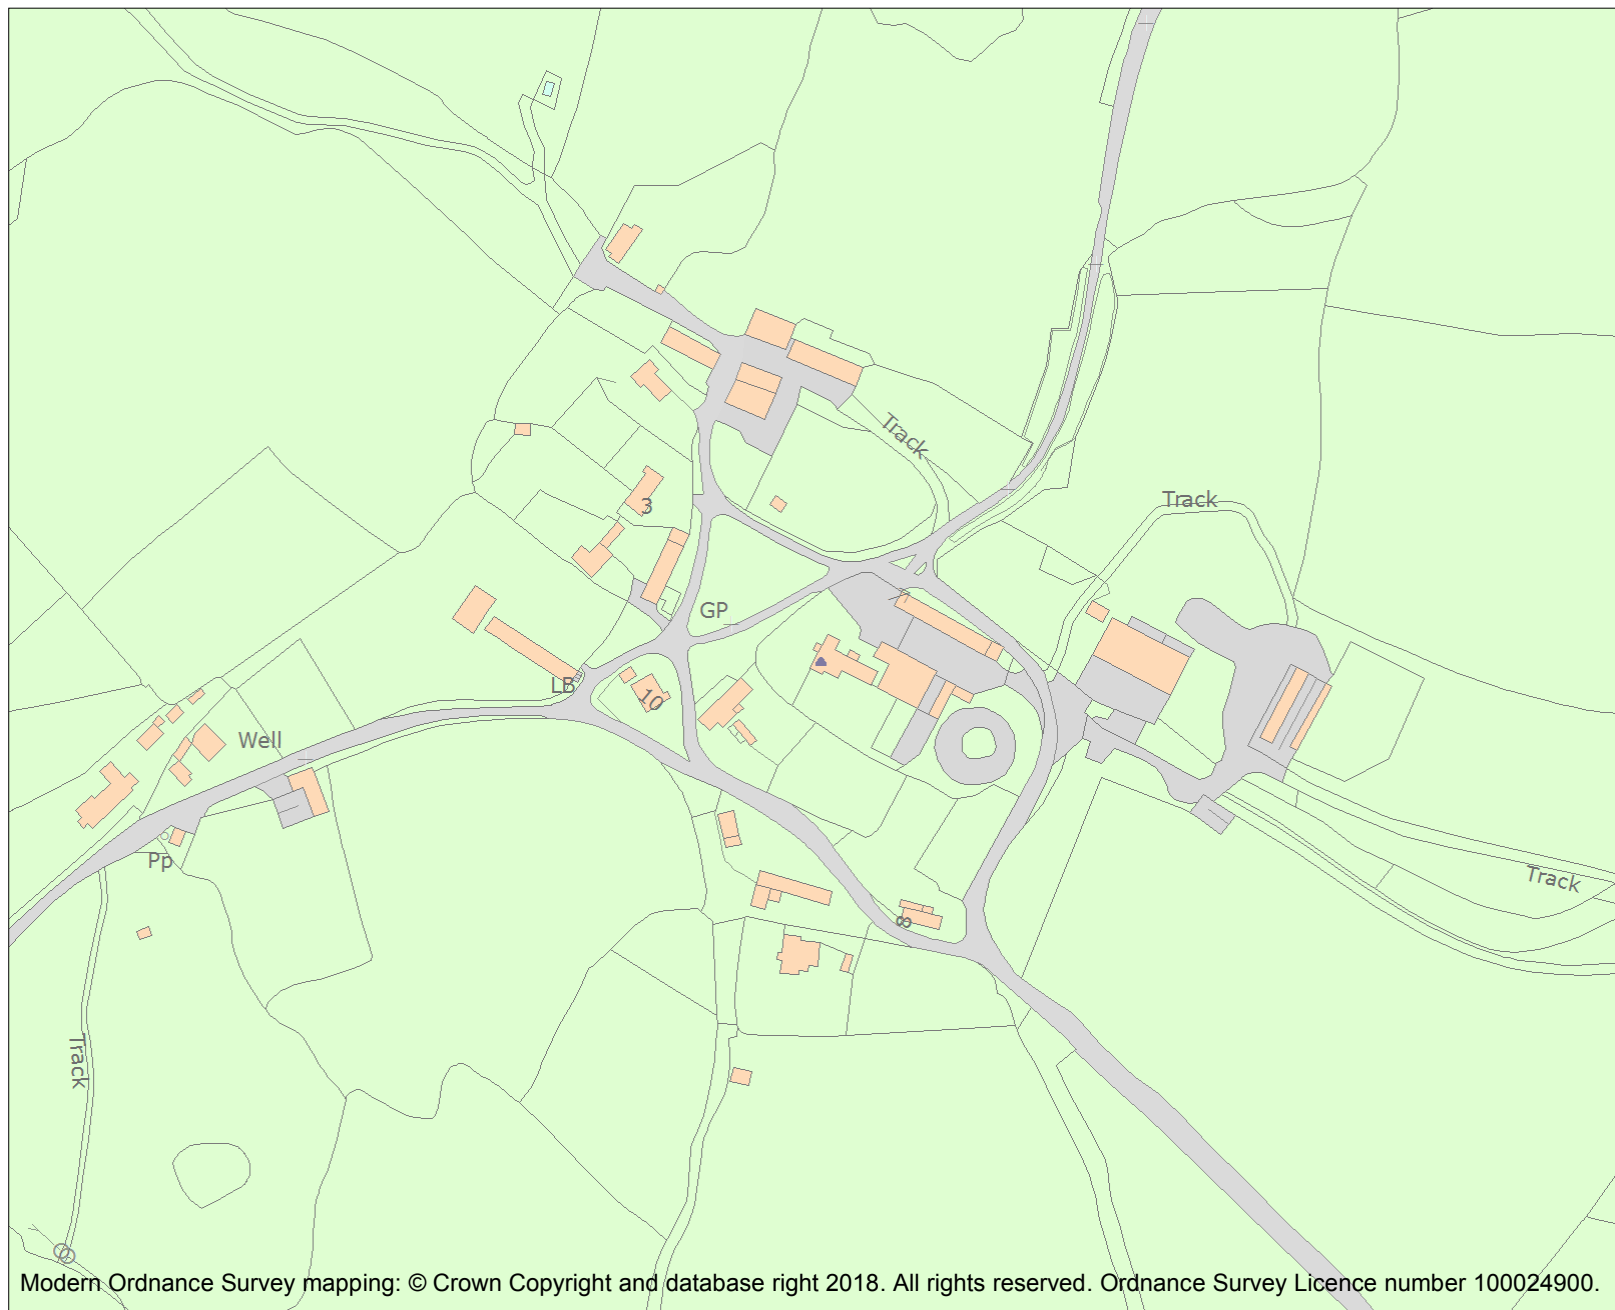 Track
Track
3
GP
LB
10
Well
Pp
8
Track
Track
Modern Ordnance Survey mapping: © Crown Copyright and database right 2018. All rights reserved. Ordnance Survey Licence number 100024900.